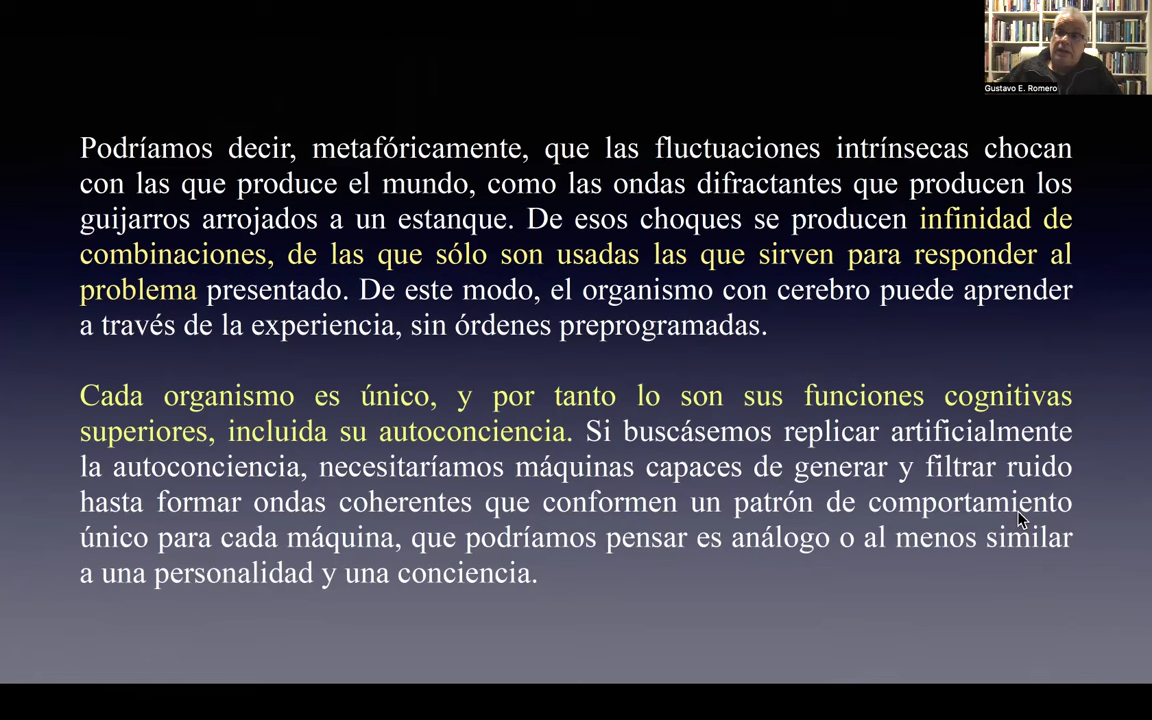 Gustavo E. Romero
Podríamos decir, metafóricamente, que las fluctuaciones intrínsecas chocan
con las que produce el mundo, como las ondas difractantes que producen los
guijarros arrojados a un estanque. De esos choques se producen infinidad de
combinaciones, de las que sólo son usadas las que sirven para responder al
problema presentado. De este modo, el organismo con cerebro puede aprender
a través de la experiencia, sin órdenes preprogramadas.
Cada organismo es único, y por tanto lo son sus funciones cognitivas
superiores, incluida su autoconciencia. Si buscásemos replicar artificialmente
la autoconciencia, necesitaríamos máquinas capaces de generar y filtrar ruido
hasta formar ondas coherentes que conformen un patrón de comportamiento
único para cada máquina, que podríamos pensar es análogo o al menos similar
a una personalidad y una conciencia.